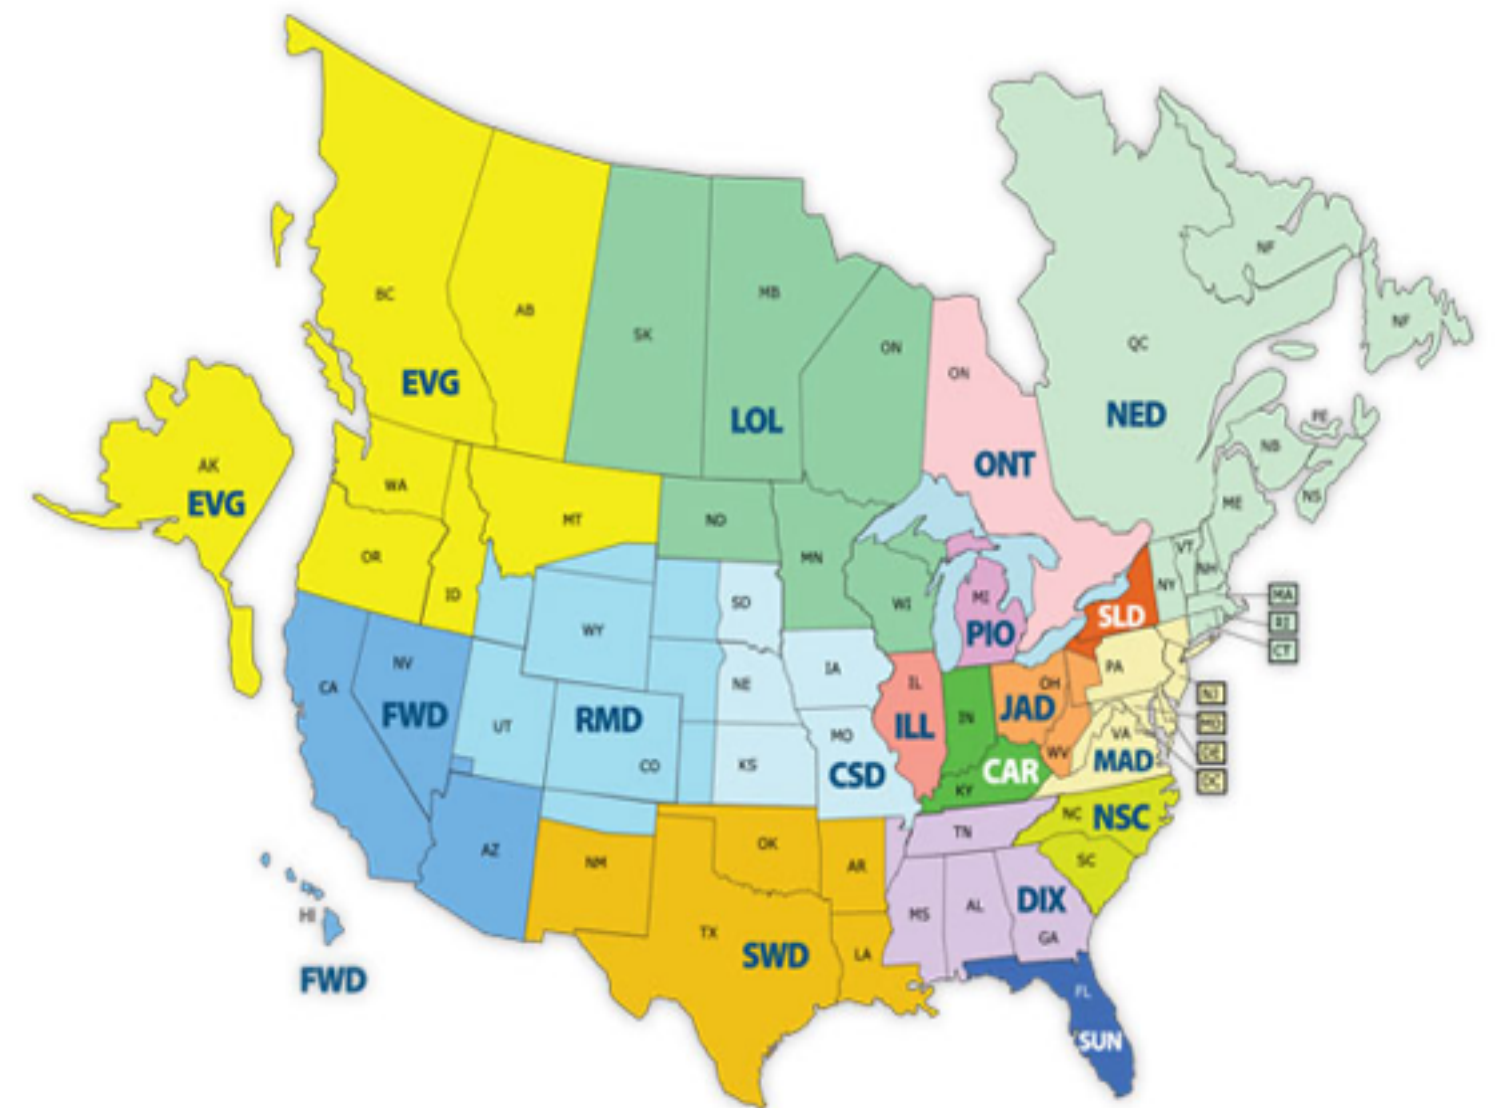 NF
MB
BC
AB
NF
SK
QC
ON
ON
EVG
LOL
NED
PE
NB
ONT
AK
WA
NS
EVG
ME
MT
ND
VT
OR
MN
NH
NY
ID
MI
MA
SD
WI
SLD
RI
WY
PIO
CT
NV
IA
PA
CA
NE
IL
OH
NJ
FWD
RMD
JAD
IN
MD
UT
ILL
MO
VA
WV
DE
CO
KS
CSD
CAR
MAD
DC
KY
NC
NSC
TN
OK
AZ
NM
AR
SC
DIX
HI
MS
AL
TX
GA
SWD
LA
FWD
FL
SUN